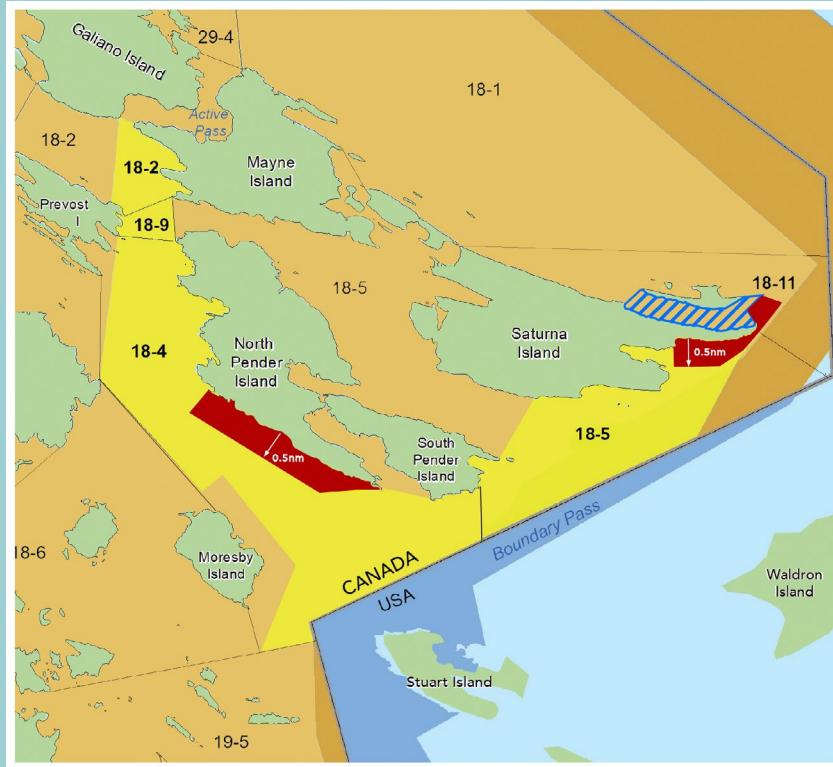 Galiano Island
29-4
18-1
Active
Pass
18-2
18-2
Mayne
Island
Prevost
I
18-9
18-5
18-11
18-4
North
Pender
Island
Saturna
Island
0.5nm
0.5nm
South
Pender
Island
18-5
18-6
Moresby
Island
CANADA
USA
Boundary Pass
Waldron
Island
Stuart Island
19-5